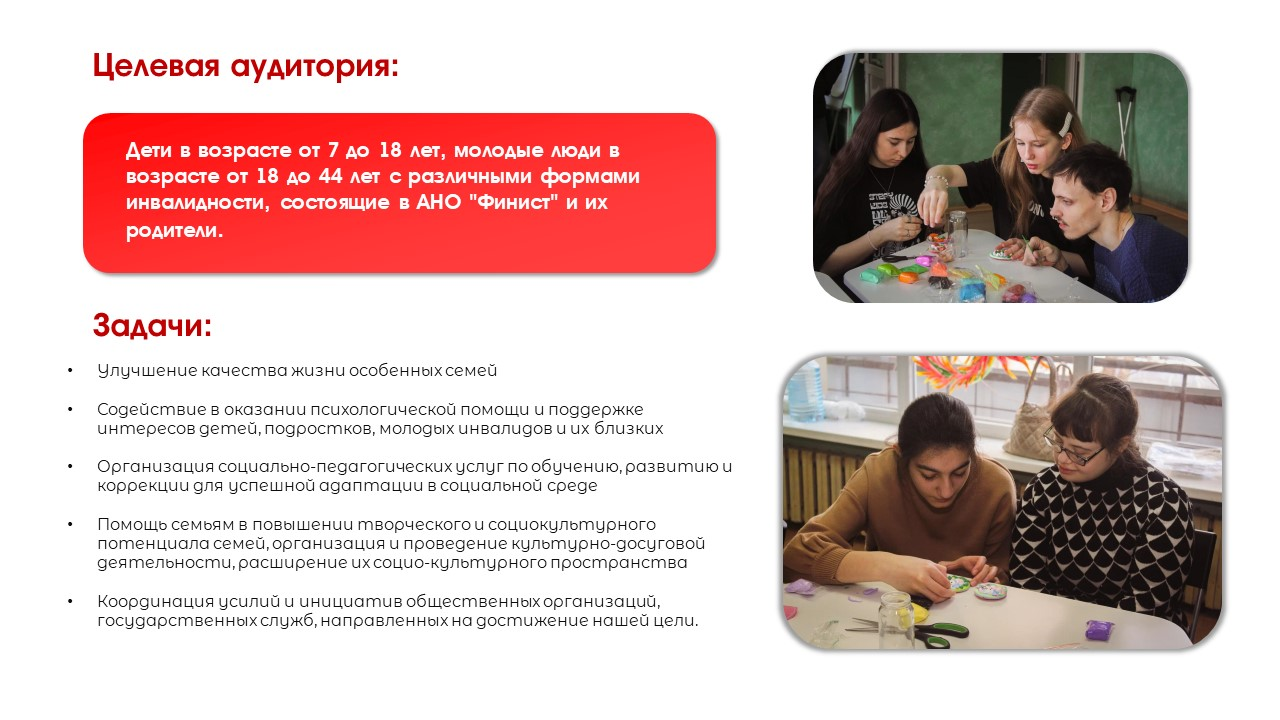 Целевая аудитория:
Дети в возрасте от 7 до 18 лет, молодые люди в
возрасте от 18 до 44 лет с различными формами
инвалидности, состоящие в АНО "Финист" и их
родители.
Задачи:
• Улучшение качества жизни особенных семей
• Содействие в оказании психологической помощи и поддержке
интересов детей, подростков, молодых инвалидов и их близких
• Организация социально-педагогических услуг по обучению, развитию и
коррекции для успешной адаптации в социальной среде
• Помощь семьям в повышении творческого и социокультурного
потенциала семей, организация и проведение культурно-досуговой
деятельности, расширение их социо-культурного пространства
• Координация усилий и инициатив общественных организаций,
государственных служб, направленных на достижение нашей цели.